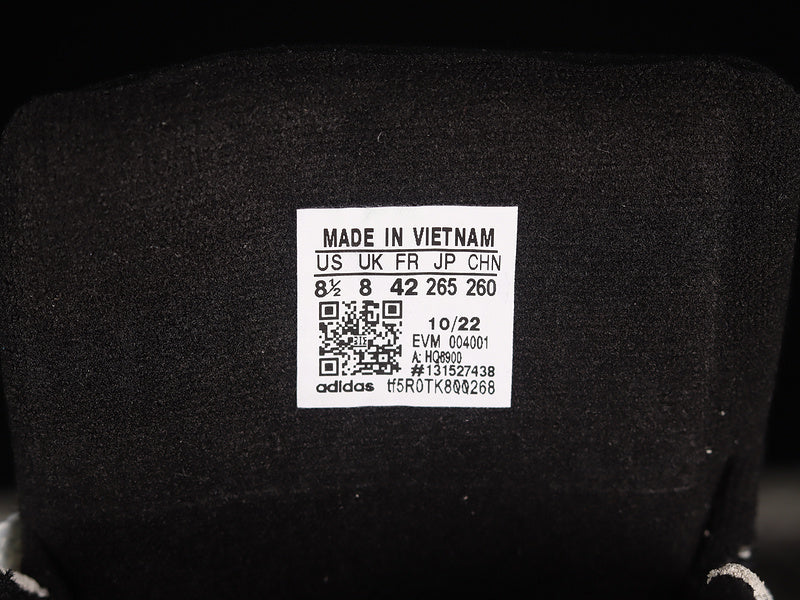 MADE IN VIETNAM
US UK FR JP CHN
8½ 8 42 265 260
10/22
EVM 004001
A: HQ6900
#131527438
adidas tf5R0TK8QQ268